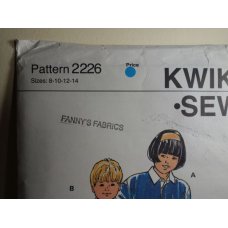 Pattern 2226
Sizes: 8-10-12-14
Price
KWIK
•SEW
FANNY'S FABRICS
A
B